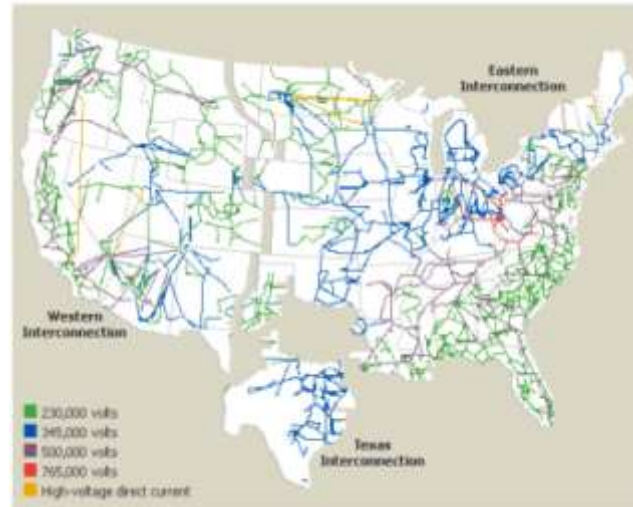 Eastern
Interconnection
Western
Interconnection
Texas
Interconnection
230,000 volts
345,000 volts
500,000 volts
765,000 volts
High-voltage direct current